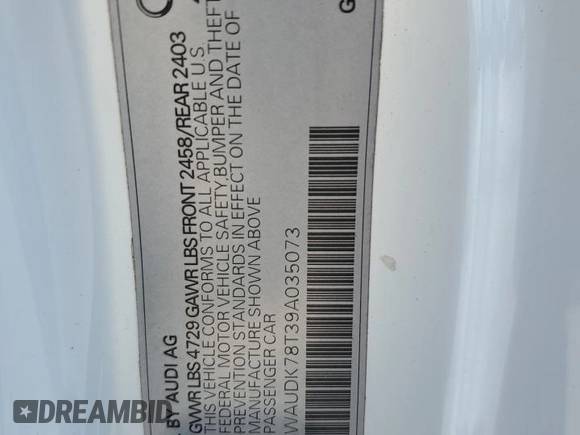 BY AUDI AG
GVWR LBS 4729 GAWR LBS FRONT 2458/REAR 2403
THIS VEHICLE CONFORMS TO ALL APPLICABLE U.S.
FEDERAL MOTOR VEHICLE SAFETY, BUMPER AND THEFT
PREVENTION STANDARDS IN EFFECT ON THE DATE OF
MANUFACTURE SHOWN ABOVE
PASSENGER CAR
WAUDK78T39A035073
DREAMBID